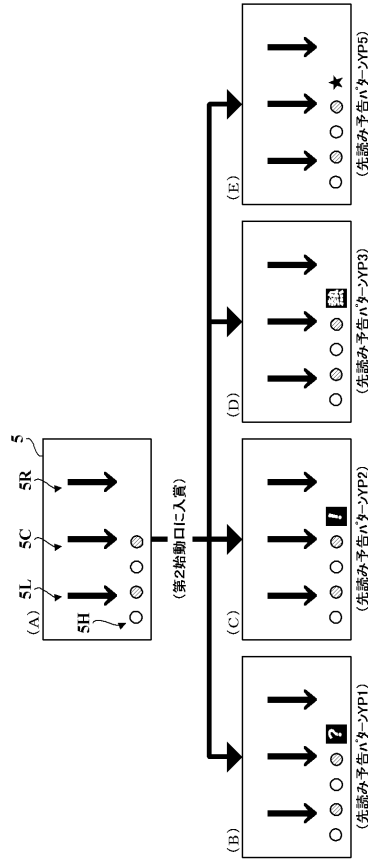 (A)
5
5L
5C
5R
5H
(第2始動口に入賞)
(B)
?
(先読み予告パターンYP1)
(C)
!
(先読み予告パターンYP2)
(D)
熱
(先読み予告パターンYP3)
(E)
★
(先読み予告パターンYP5)